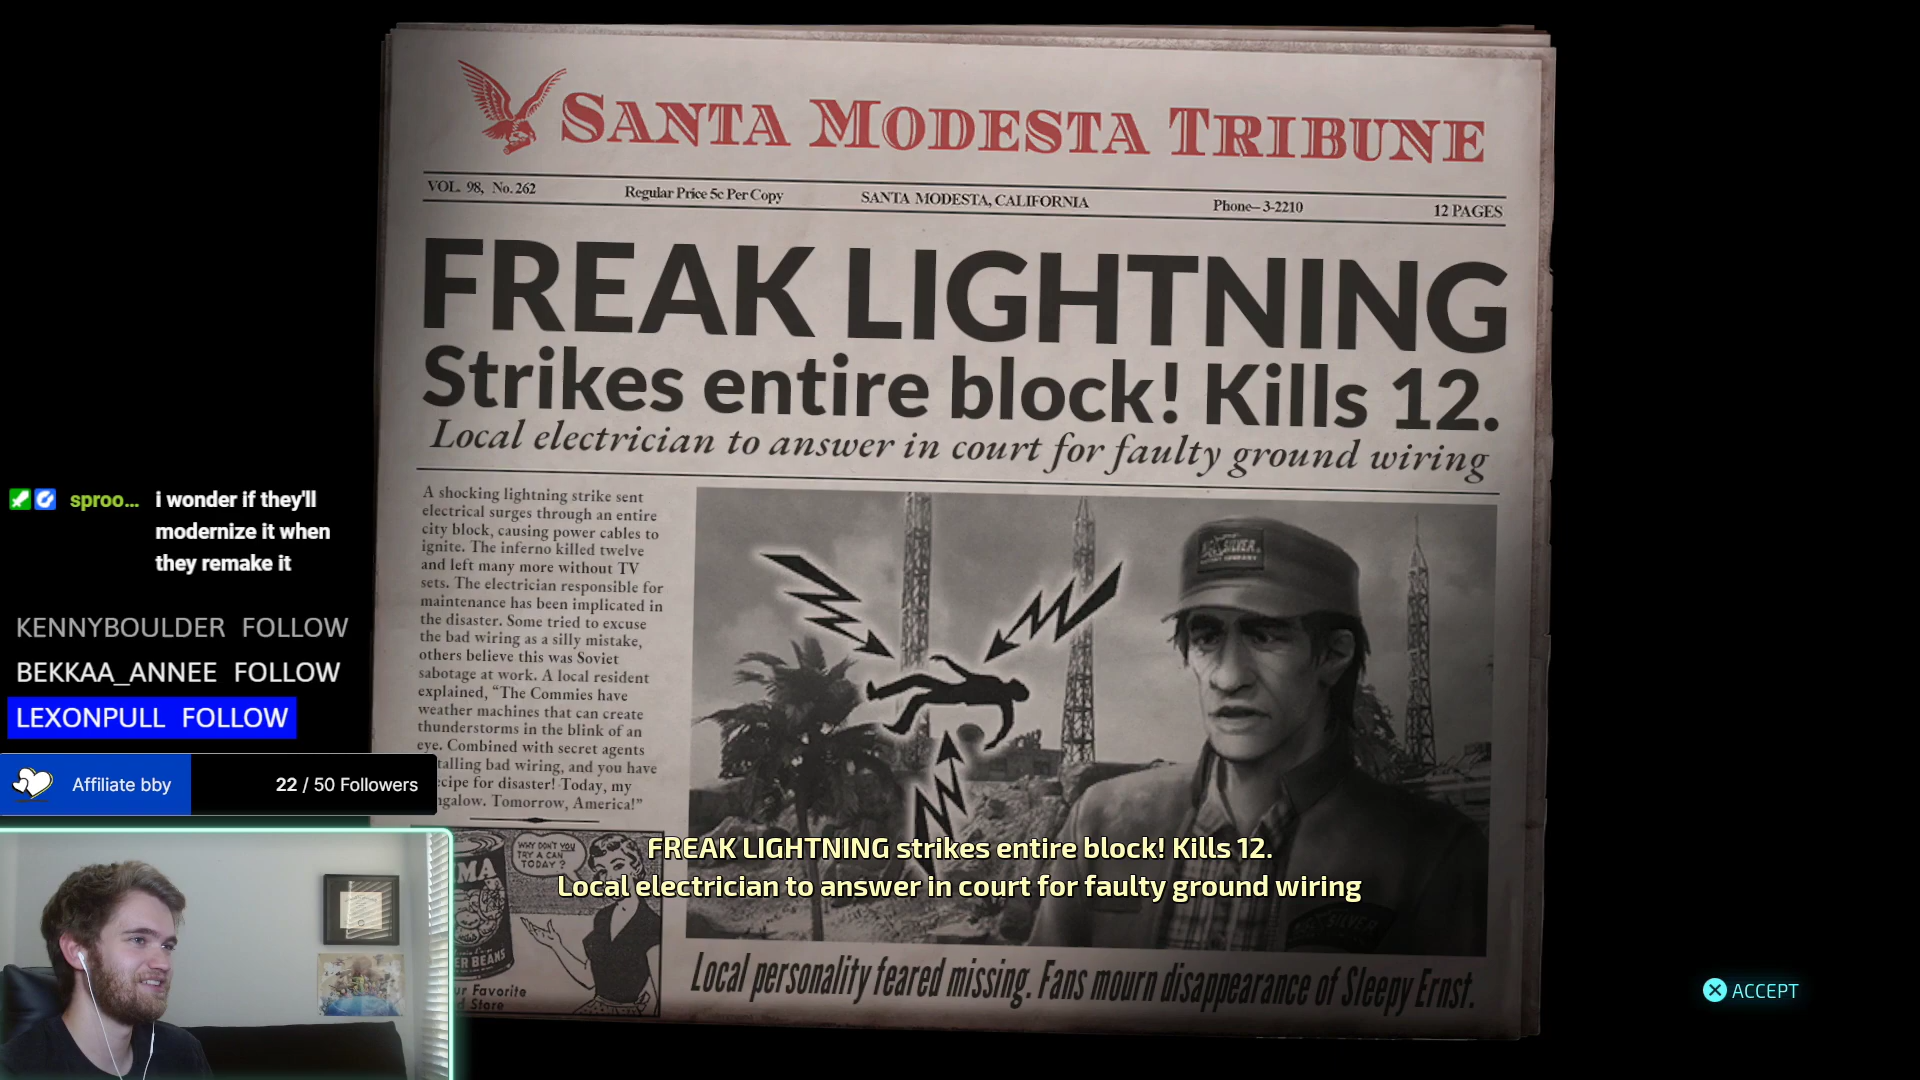 SANTA MODESTA TRIBUNE
VOL. 98, No. 262 Regular Price 5c Per Copy SANTA MODESTA, CALIFORNIA Phone– 3-2210 12 PAGES
FREAK LIGHTNING
Strikes entire block! Kills 12.
Local electrician to answer in court for faulty ground wiring
A shocking lightning strike sent
electrical surges through an entire
city block, causing power cables to
ignite. The inferno killed twelve
and left many more without TV
sets. The electrician responsible for
maintenance has been implicated in
the disaster. Some tried to excuse
the bad wiring as a silly mistake,
others believe this was Soviet
sabotage at work. A local resident
explained, “The Commies have
weather machines that can create
thunderstorms in the blink of an
eye. Combined with secret agents
talling bad wiring, and you have
cipe for disaster! Today, my
ngalow. Tomorrow, America!”
WHY DON'T YOU
TRY A CAN
TODAY?
MA
ER BEANS
ur Favorite
d Store
SILVER
SILVER
Local personality feared missing. Fans mourn disappearance of Sleepy Ernst.
FREAK LIGHTNING strikes entire block! Kills 12.
Local electrician to answer in court for faulty ground wiring
ACCEPT
sproo... i wonder if they'll
modernize it when
they remake it
KENNYBOULDER FOLLOW
BEKKAA_ANNEE FOLLOW
LEXONPULL FOLLOW
Affiliate bby 22 / 50 Followers